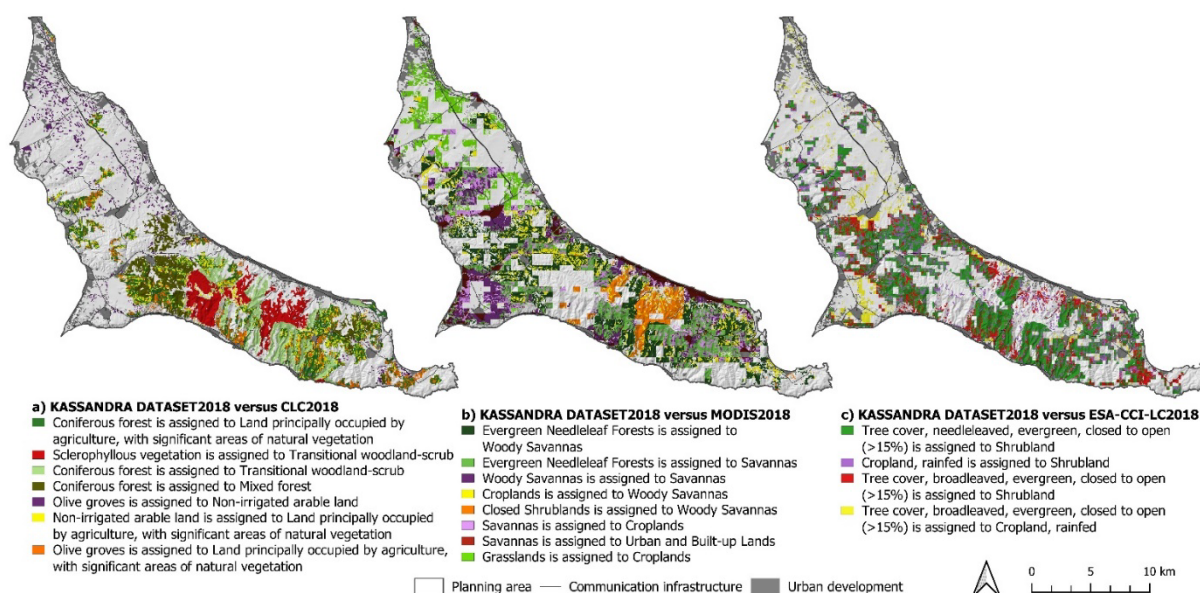 a) KASSANDRA DATASET2018 versus CLC2018
Coniferous forest is assigned to Land principally occupied by
agriculture, with significant areas of natural vegetation
Sclerophyllous vegetation is assigned to Transitional woodland-scrub
Coniferous forest is assigned to Transitional woodland-scrub
Coniferous forest is assigned to Mixed forest
Olive groves is assigned to Non-irrigated arable land
Non-irrigated arable land is assigned to Land principally occupied
by agriculture, with significant areas of natural vegetation
Olive groves is assigned to Land principally occupied by agriculture,
with significant areas of natural vegetation
b) KASSANDRA DATASET2018 versus MODIS2018
Evergreen Needleleaf Forests is assigned to
Woody Savannas
Evergreen Needleleaf Forests is assigned to Savannas
Woody Savannas is assigned to Savannas
Croplands is assigned to Woody Savannas
Closed Shrublands is assigned to Woody Savannas
Savannas is assigned to Croplands
Savannas is assigned to Urban and Built-up Lands
Grasslands is assigned to Croplands
c) KASSANDRA DATASET2018 versus ESA-CCI-LC2018
Tree cover, needleleaved, evergreen, closed to open
(>15%) is assigned to Shrubland
Cropland, rainfed is assigned to Shrubland
Tree cover, broadleaved, evergreen, closed to open
(>15%) is assigned to Shrubland
Tree cover, broadleaved, evergreen, closed to open
(>15%) is assigned to Cropland, rainfed
Planning area
Communication infrastructure
Urban development
0 5 10 km